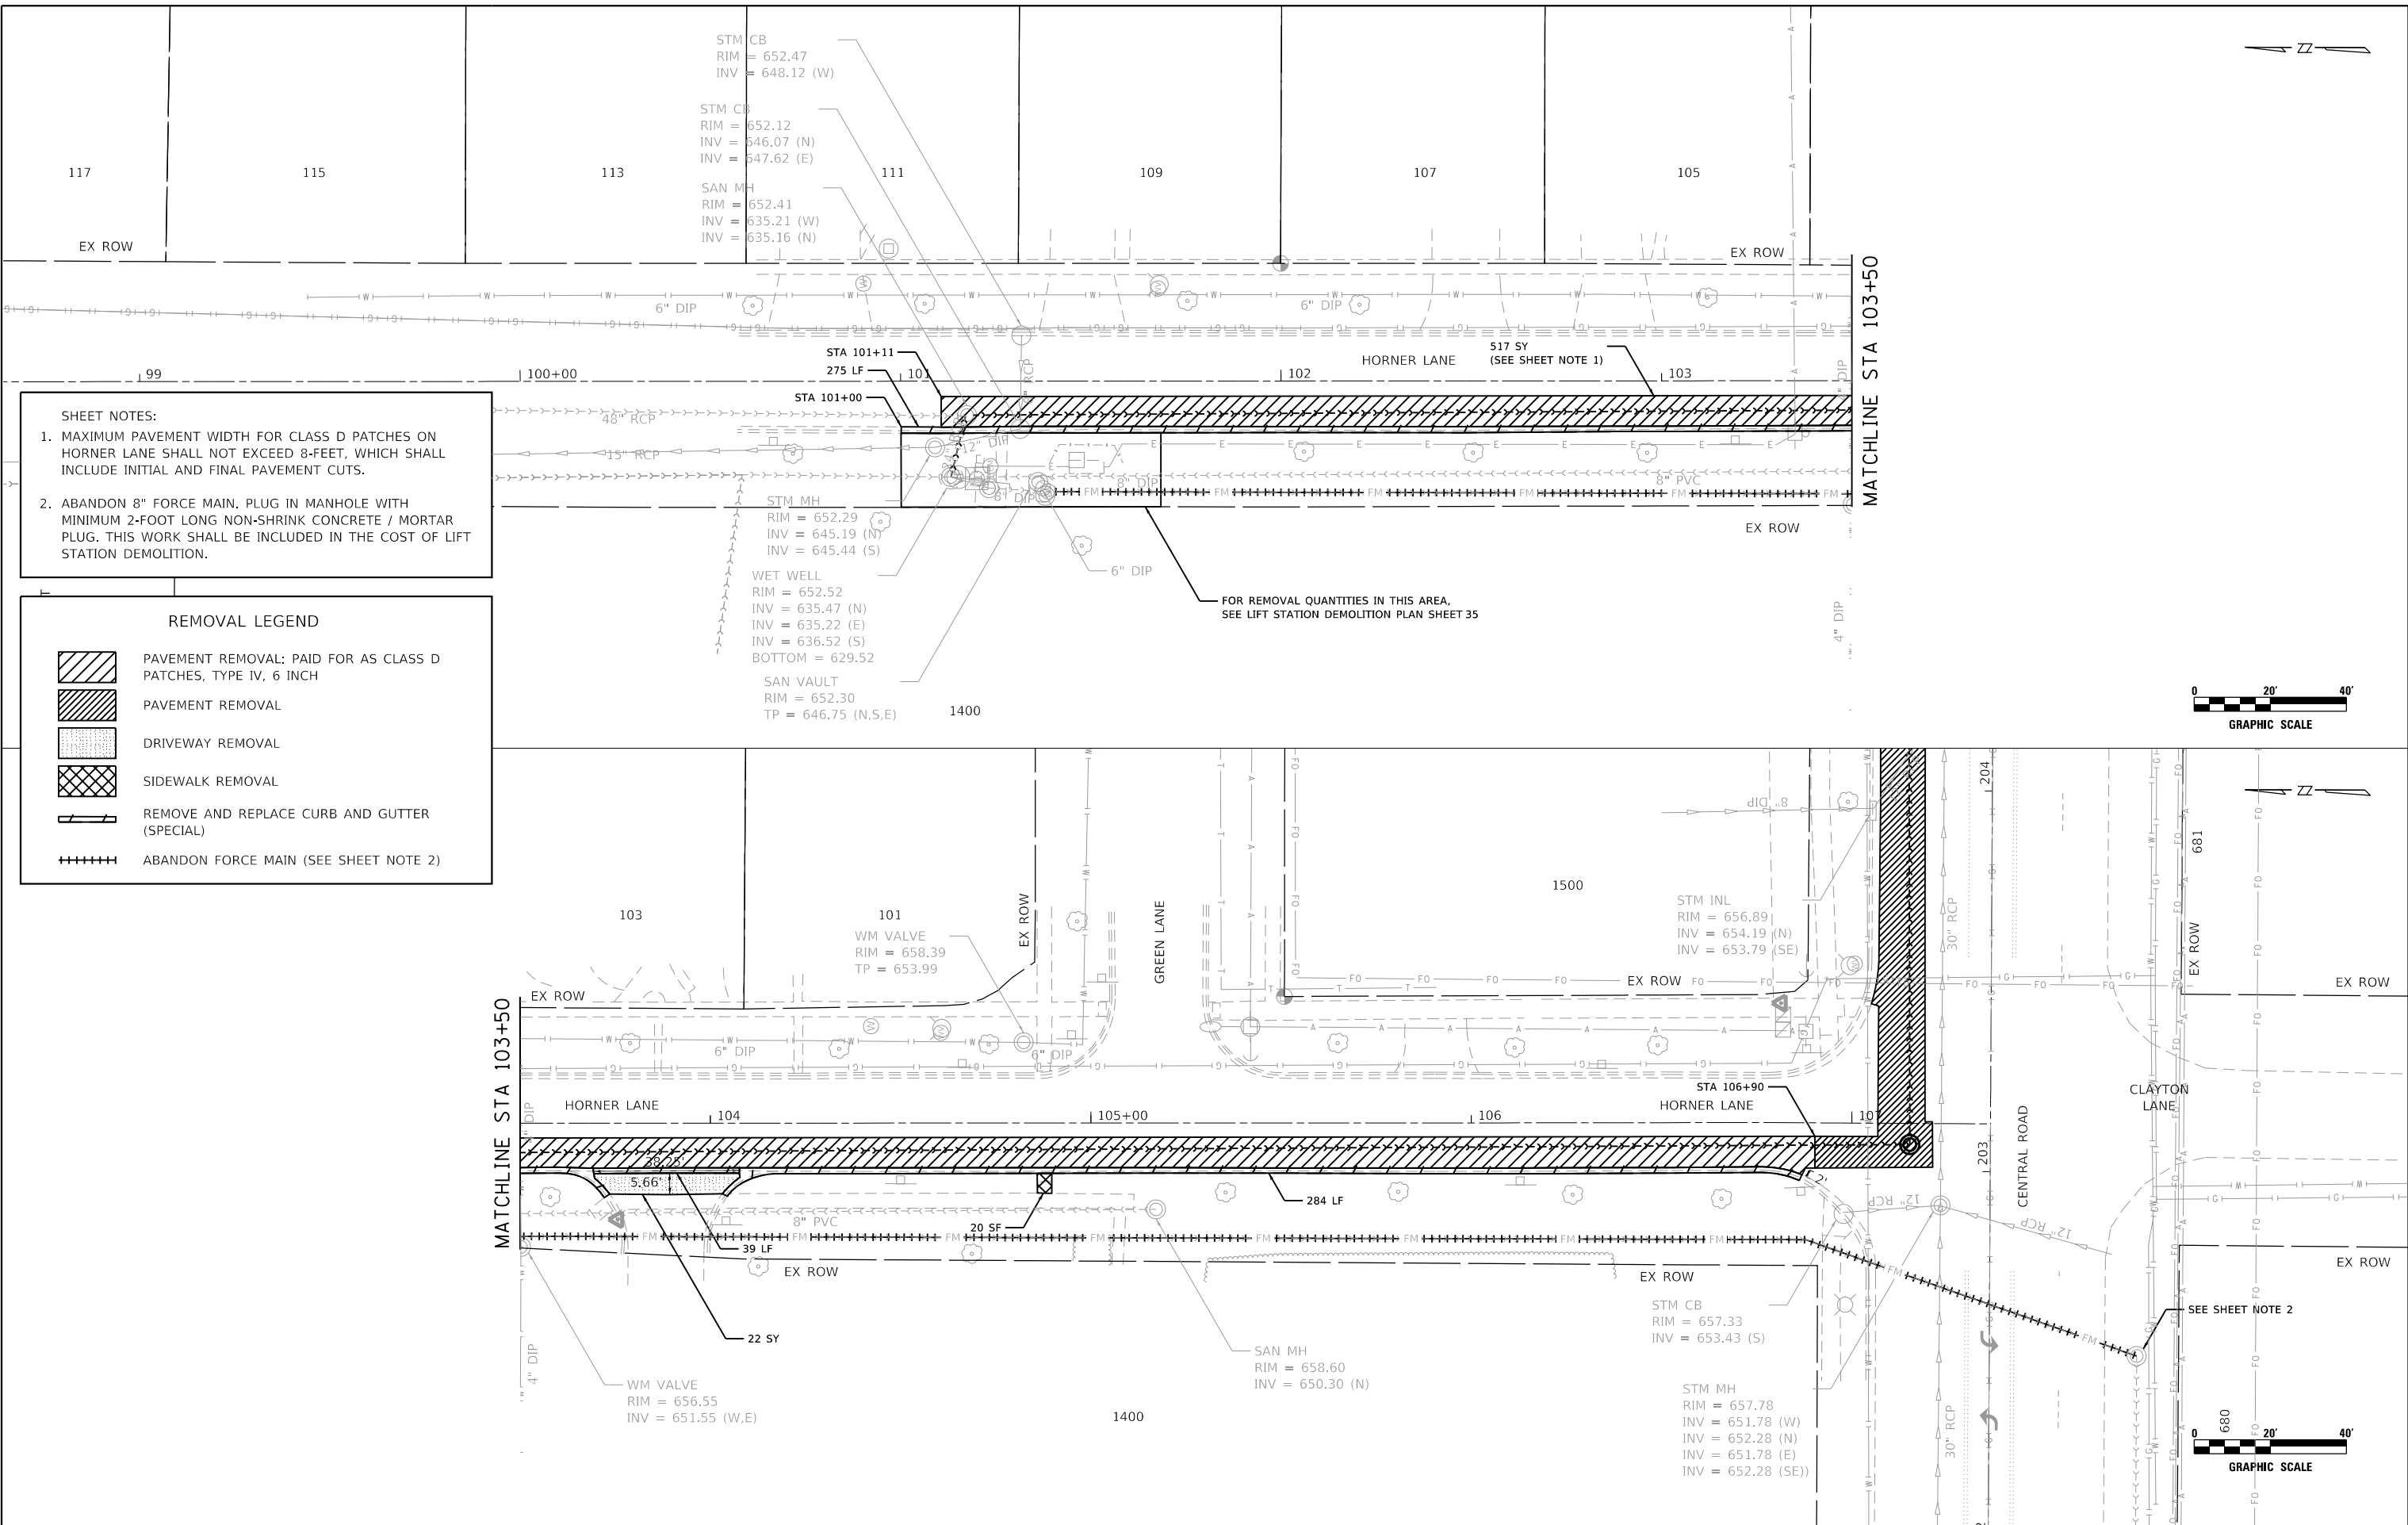 STM CB
RIM = 652.47
INV = 648.12 (W)
STM CB
RIM = 652.12
INV = 646.07 (N)
INV = 647.62 (E)
SAN MH
RIM = 652.41
INV = 635.21 (W)
INV = 635.16 (N)
117
115
113
111
109
107
105
EX ROW
EX ROW
6" DIP
6" DIP
STA 101+11
275 LF
STA 101+00
HORNER LANE
517 SY
(SEE SHEET NOTE 1)
99
100+00
101
102
103
MATCHLINE STA 103+50
48" RCP
15" RCP
12" DIP
6" DIP
8" DIP
8" PVC
EX ROW
SHEET NOTES:
1. MAXIMUM PAVEMENT WIDTH FOR CLASS D PATCHES ON
HORNER LANE SHALL NOT EXCEED 8-FEET, WHICH SHALL
INCLUDE INITIAL AND FINAL PAVEMENT CUTS.
2. ABANDON 8" FORCE MAIN. PLUG IN MANHOLE WITH
MINIMUM 2-FOOT LONG NON-SHRINK CONCRETE / MORTAR
PLUG. THIS WORK SHALL BE INCLUDED IN THE COST OF LIFT
STATION DEMOLITION.
STM MH
RIM = 652.29
INV = 645.19 (N)
INV = 645.44 (S)
WET WELL
RIM = 652.52
INV = 635.47 (N)
INV = 635.22 (E)
INV = 636.52 (S)
BOTTOM = 629.52
SAN VAULT
RIM = 652.30
TP = 646.75 (N,S,E)
6" DIP
FOR REMOVAL QUANTITIES IN THIS AREA,
SEE LIFT STATION DEMOLITION PLAN SHEET 35
4" DIP
1400
0 20' 40'
GRAPHIC SCALE
REMOVAL LEGEND
PAVEMENT REMOVAL: PAID FOR AS CLASS D
PATCHES, TYPE IV, 6 INCH
PAVEMENT REMOVAL
DRIVEWAY REMOVAL
SIDEWALK REMOVAL
REMOVE AND REPLACE CURB AND GUTTER
(SPECIAL)
ABANDON FORCE MAIN (SEE SHEET NOTE 2)
103
101
WM VALVE
RIM = 658.39
TP = 653.99
EX ROW
GREEN LANE
1500
8" DIP
STM INL
RIM = 656.89
INV = 654.19 (N)
INV = 653.79 (SE)
30" RCP
204
681
EX ROW
EX ROW
EX ROW
EX ROW
6" DIP
6" DIP
MATCHLINE STA 103+50
HORNER LANE
104
105+00
106
STA 106+90
HORNER LANE
107
203
CENTRAL ROAD
CLAYTON
LANE
38.25'
5.66'
284 LF
20 SF
39 LF
8" PVC
12" RCP
12" RCP
EX ROW
EX ROW
EX ROW
22 SY
SEE SHEET NOTE 2
STM CB
RIM = 657.33
INV = 653.43 (S)
SAN MH
RIM = 658.60
INV = 650.30 (N)
4" DIP
WM VALVE
RIM = 656.55
INV = 651.55 (W,E)
1400
STM MH
RIM = 657.78
INV = 651.78 (W)
INV = 652.28 (N)
INV = 651.78 (E)
INV = 652.28 (SE))
30" RCP
680
0 20' 40'
GRAPHIC SCALE